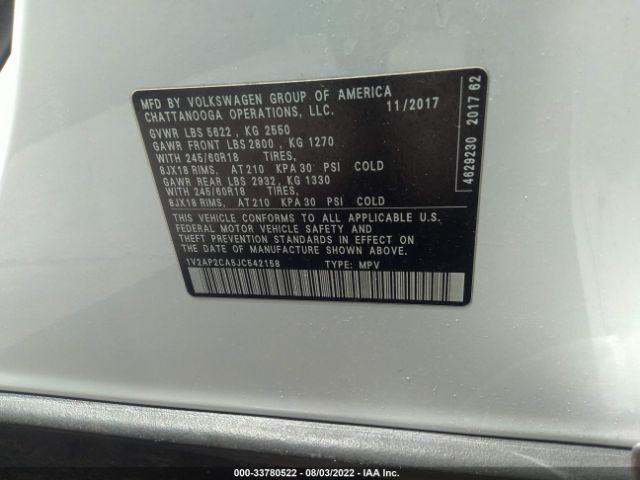 MFD BY VOLKSWAGEN GROUP OF AMERICA
CHATTANOOGA OPERATIONS, LLC. 11/2017
GVWR LBS 5622 , KG 2550
GAWR FRONT LBS 2800 , KG 1270
WITH 245/60R18 TIRES,
8JX18 RIMS, AT 210 KPA 30 PSI COLD
GAWR REAR LBS 2932, KG 1330
WITH 245/60R18 TIRES,
8JX18 RIMS, AT 210 KPA 30 PSI COLD
THIS VEHICLE CONFORMS TO ALL APPLICABLE U.S.
FEDERAL MOTOR VEHICLE SAFETY AND
THEFT PREVENTION STANDARDS IN EFFECT ON
THE DATE OF MANUFACTURE SHOWN ABOVE
1V2AP2CA5JC542158 TYPE: MPV
4629230 2017 62
000-33780522 - 08/03/2022 - IAA Inc.